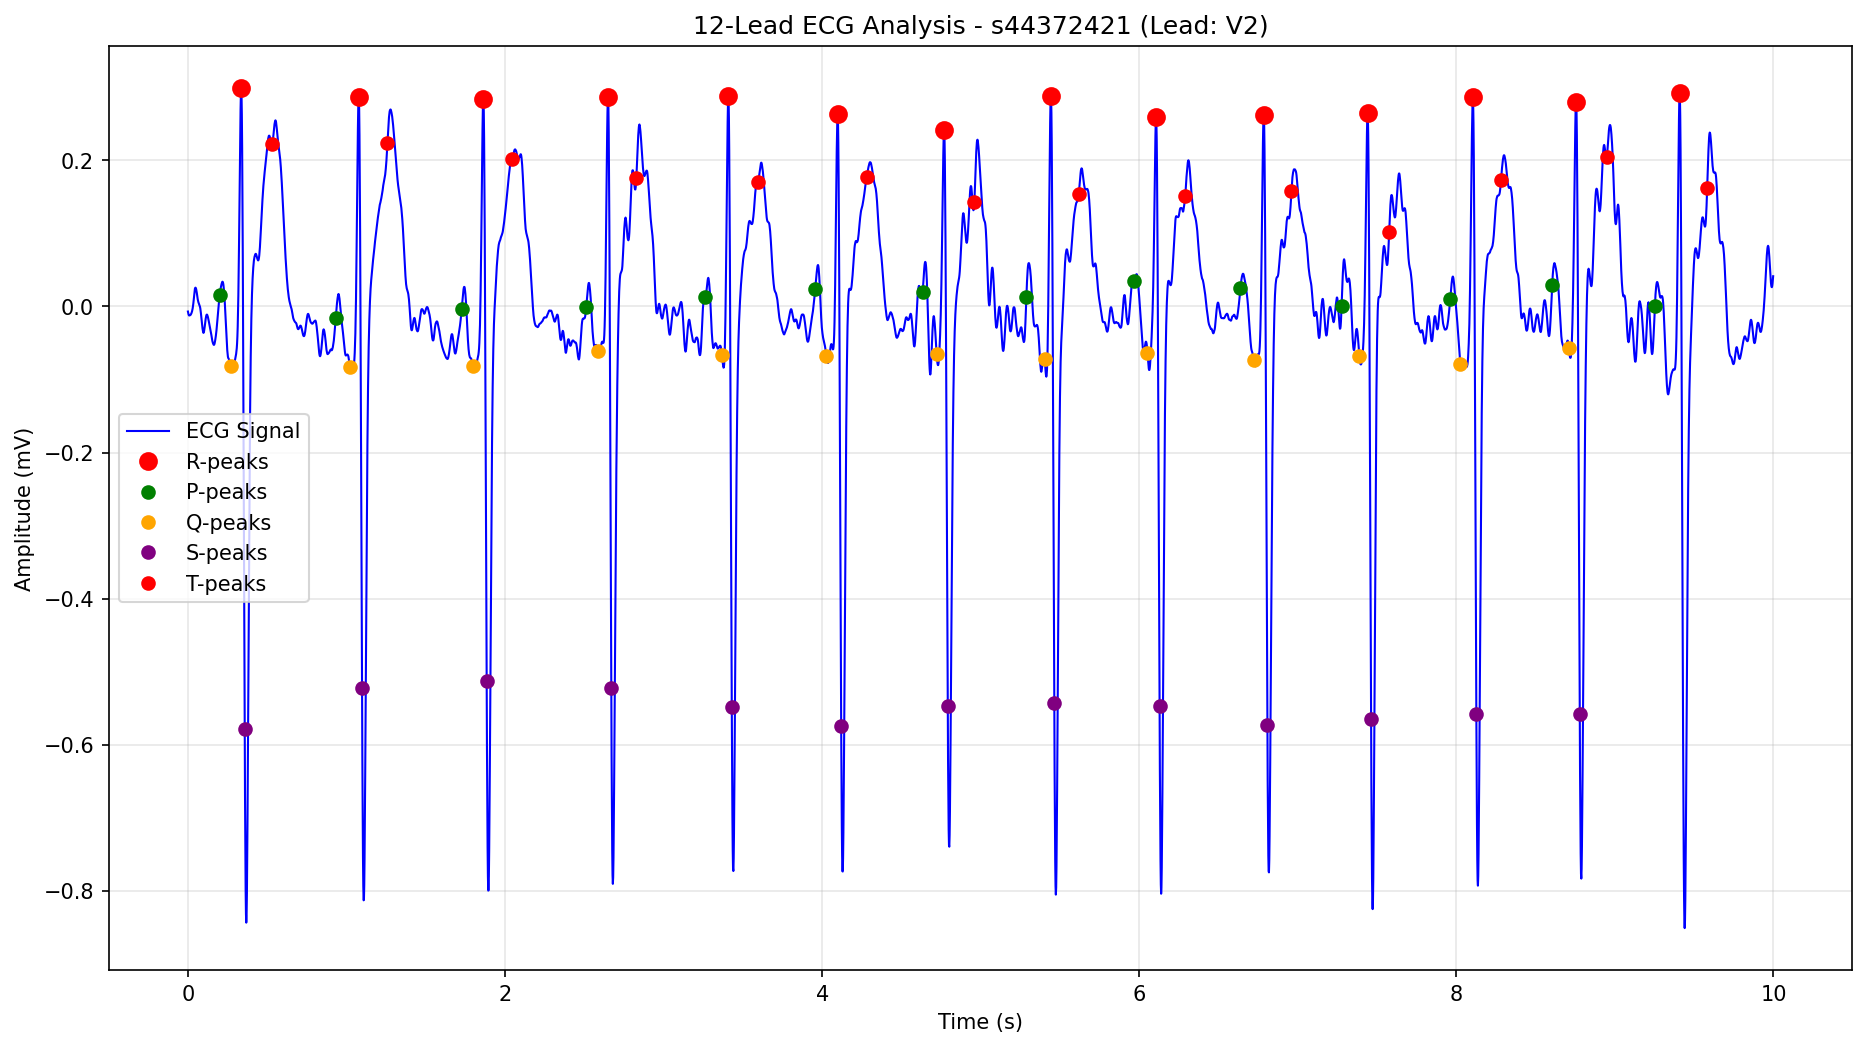 12-Lead ECG Analysis - s44372421 (Lead: V2)
Amplitude (mV)
0.2
0.0
−0.2
−0.4
−0.6
−0.8
ECG Signal
R-peaks
P-peaks
Q-peaks
S-peaks
T-peaks
0 2 4 6 8 10
Time (s)